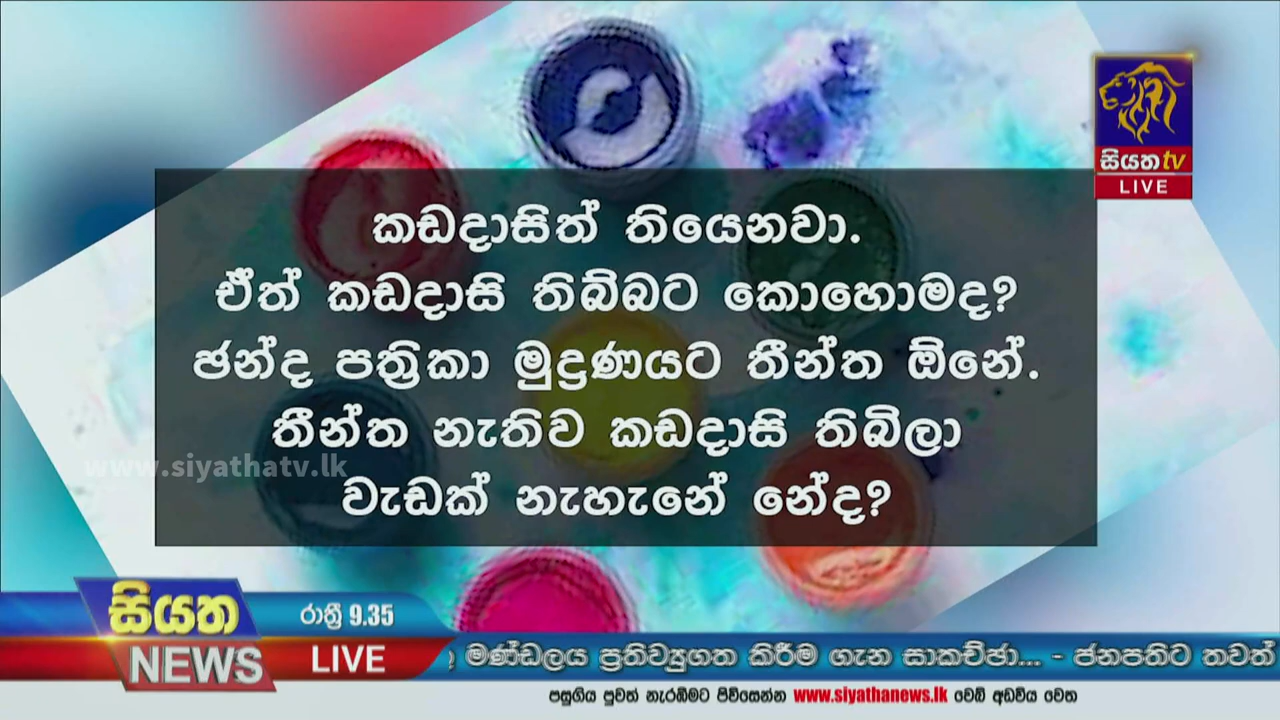 සියත tv
LIVE
කඩදාසිත් තියෙනවා.
ඒත් කඩදාසි තිබ්බට කොහොමද?
ඡන්ද පත්‍රිකා මුද්‍රණයට තීන්ත ඕනේ.
තීන්ත නැතිව කඩදාසි තිබිලා
වැඩක් නැහැනේ නේද?
www.siyathatv.lk
සියත
NEWS
රාත්‍රී 9.35
LIVE
මණ්ඩලය ප්‍රතිව්‍යුගත කිරීම ගැන සාකච්ඡා... - ජනපතිට තවත්
පසුගිය පුවත් නැරඹීමට පිවිසෙන්න www.siyathanews.lk වෙබ් අඩවිය වෙත